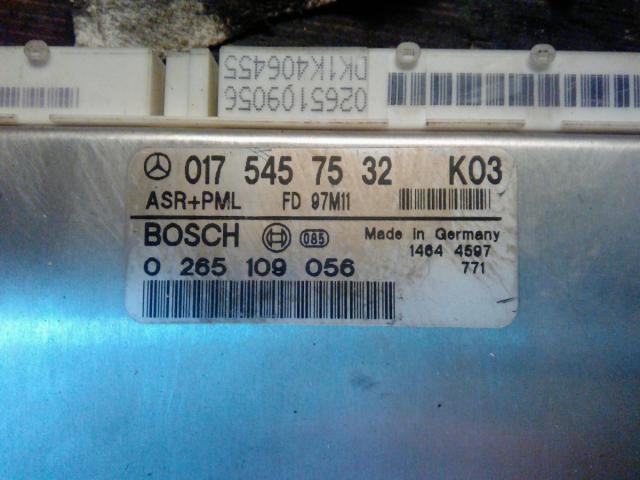 DK1K406455
0265109056
017 545 75 32 K03
ASR+PML FD 97M11
BOSCH 085 Made in Germany
1464 4597
0 265 109 056 771